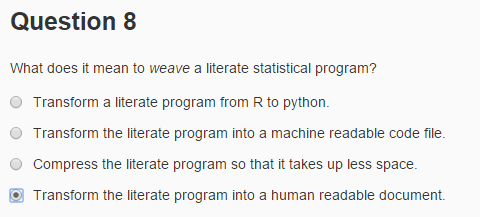 Question 8
What does it mean to weave a literate statistical program?
Transform a literate program from R to python.
Transform the literate program into a machine readable code file.
Compress the literate program so that it takes up less space.
Transform the literate program into a human readable document.